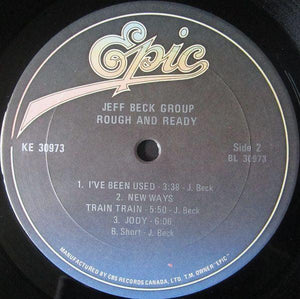 Epic
JEFF BECK GROUP
ROUGH AND READY
KE 30973
Side 2
BL 30973
1. I'VE BEEN USED - 3:38 - J. Beck
2. NEW WAYS
TRAIN TRAIN - 5:50 - J. Beck
3. JODY - 6:06
B. Short - J. Beck
MANUFACTURED BY CBS RECORDS CANADA, LTD. T.M. OWNER "EPIC"